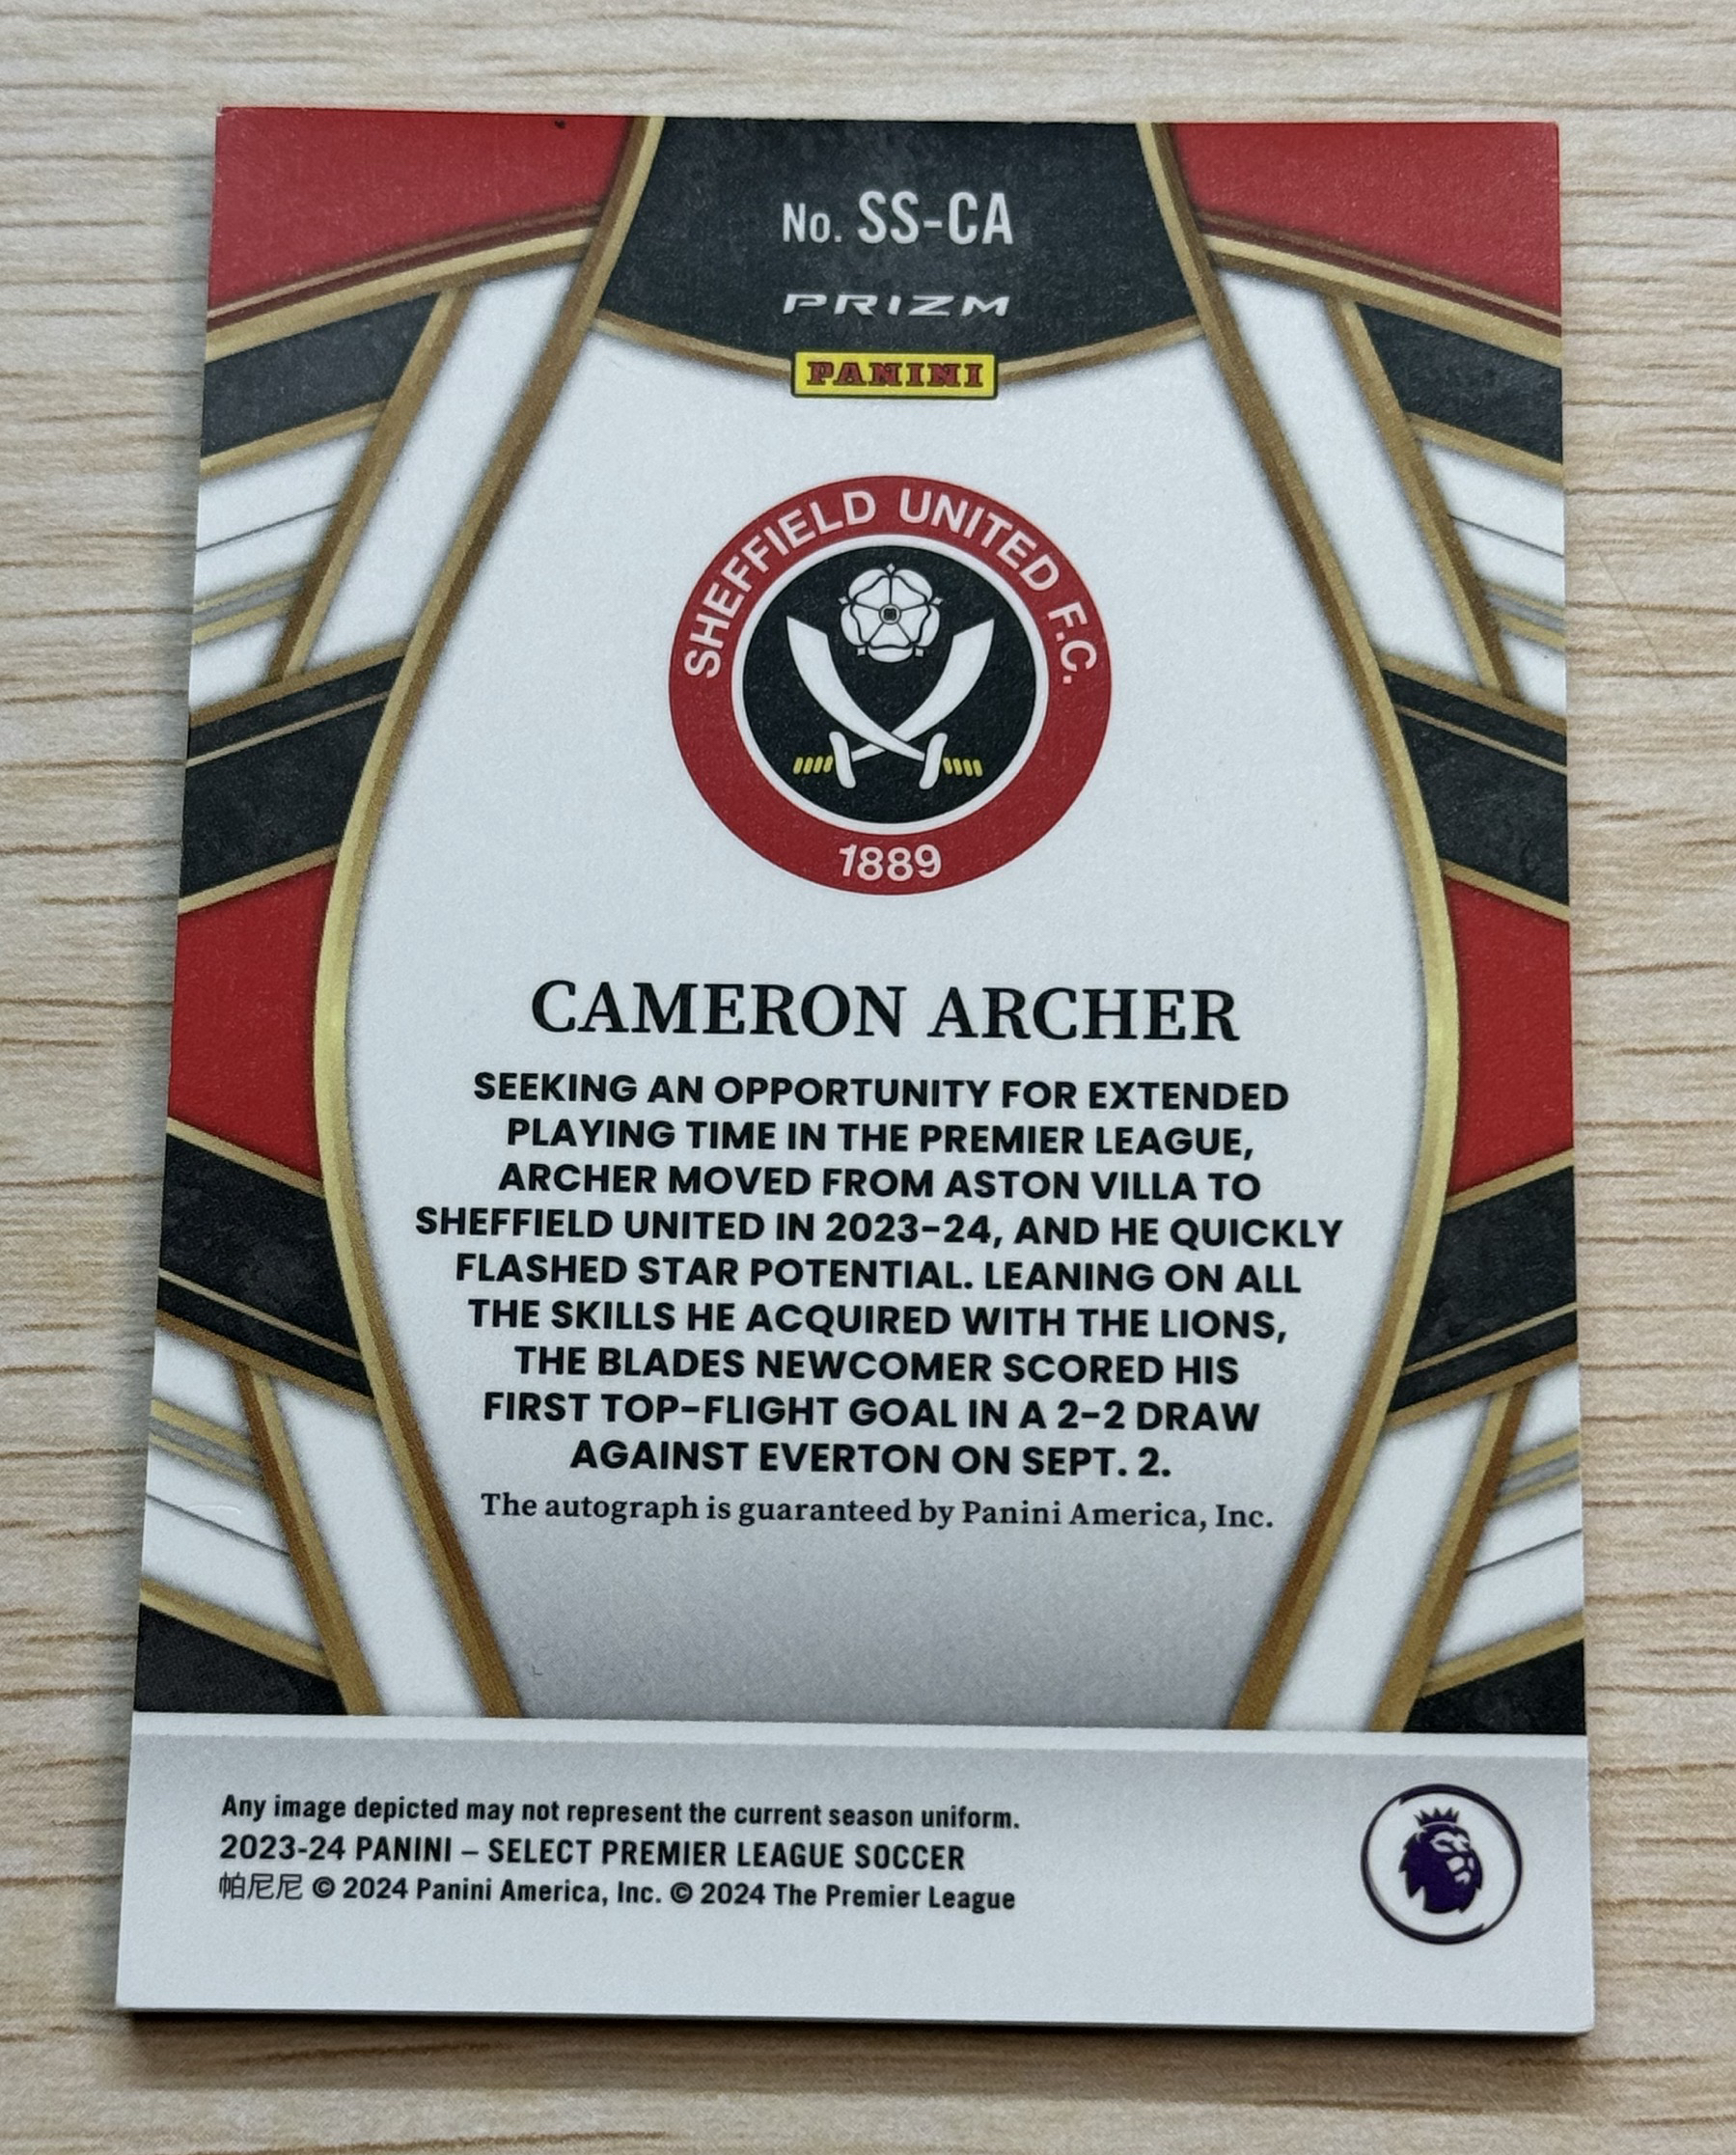 No. SS-CA
PRIZM
PANINI
SHEFFIELD UNITED F.C.
1889
CAMERON ARCHER
SEEKING AN OPPORTUNITY FOR EXTENDED
PLAYING TIME IN THE PREMIER LEAGUE,
ARCHER MOVED FROM ASTON VILLA TO
SHEFFIELD UNITED IN 2023-24, AND HE QUICKLY
FLASHED STAR POTENTIAL. LEANING ON ALL
THE SKILLS HE ACQUIRED WITH THE LIONS,
THE BLADES NEWCOMER SCORED HIS
FIRST TOP-FLIGHT GOAL IN A 2-2 DRAW
AGAINST EVERTON ON SEPT. 2.
The autograph is guaranteed by Panini America, Inc.
Any image depicted may not represent the current season uniform.
2023-24 PANINI – SELECT PREMIER LEAGUE SOCCER
帕尼尼 © 2024 Panini America, Inc. © 2024 The Premier League